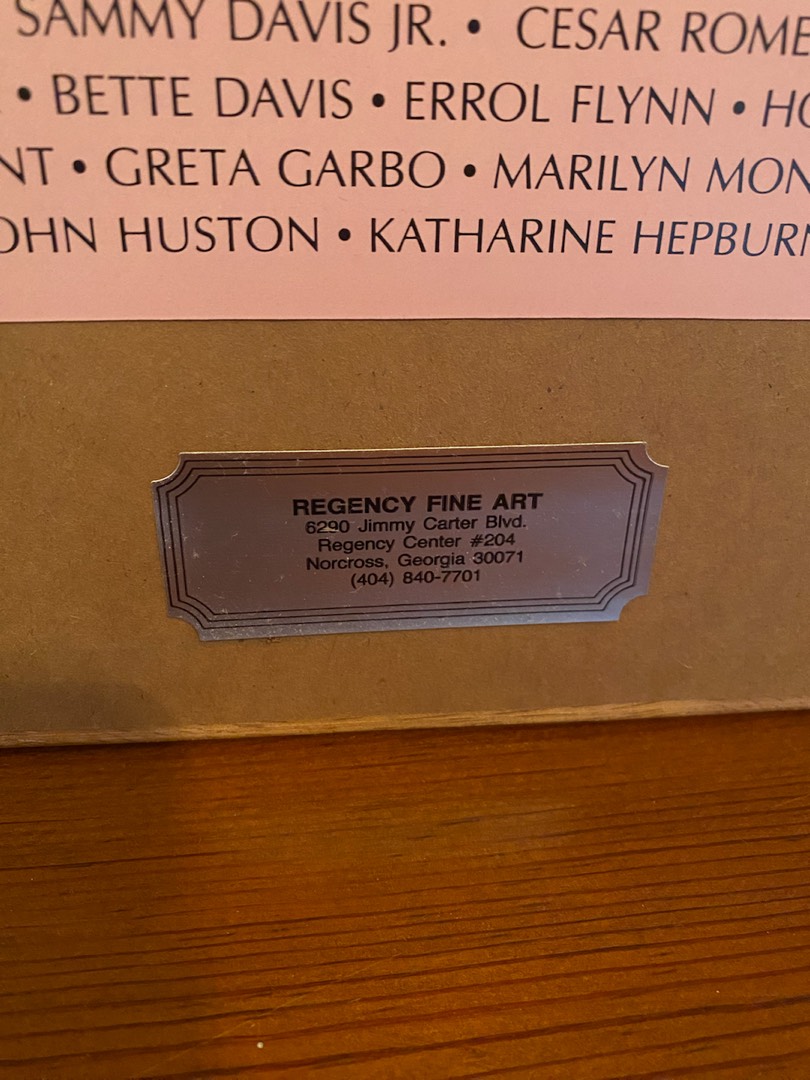 SAMMY DAVIS JR. • CESAR ROME
• BETTE DAVIS • ERROL FLYNN • HO
NT • GRETA GARBO • MARILYN MON
OHN HUSTON • KATHARINE HEPBURN
REGENCY FINE ART
6290 Jimmy Carter Blvd.
Regency Center #204
Norcross, Georgia 30071
(404) 840-7701